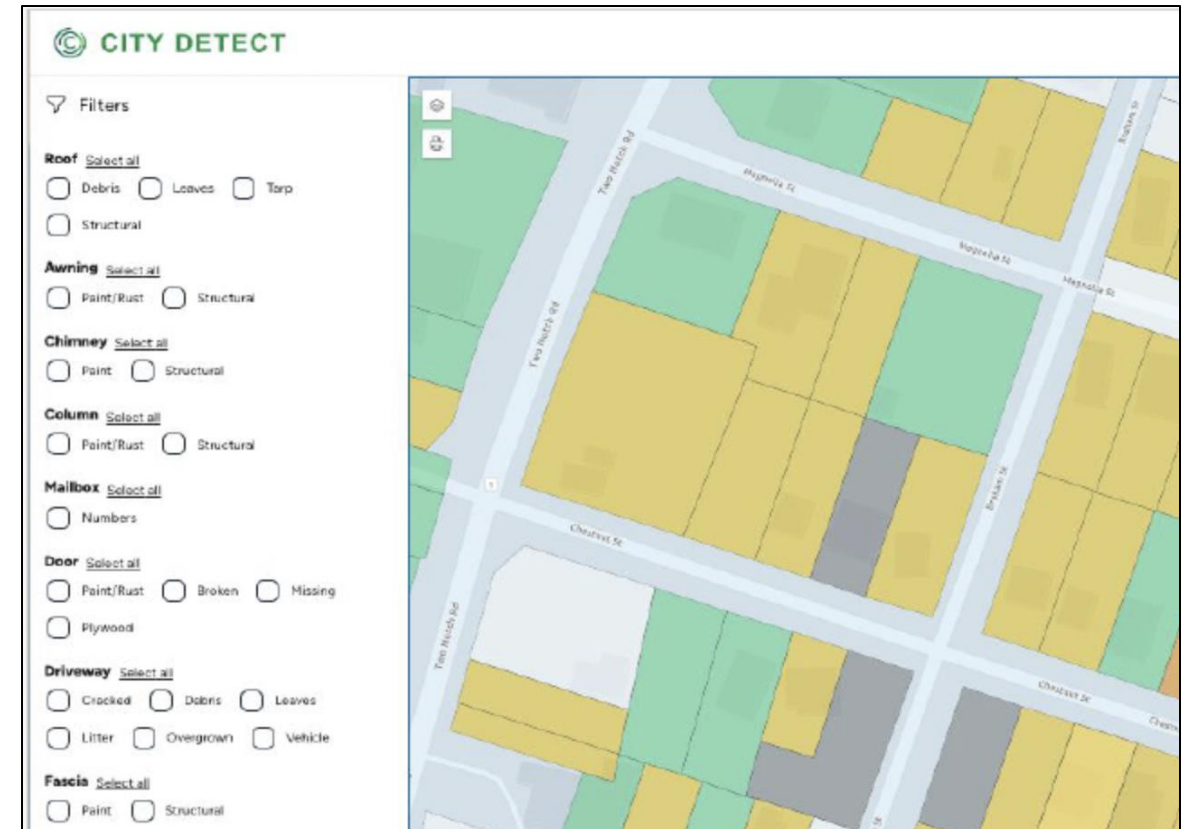 CITY DETECT
Filters
Roof Select all
Debris Leaves Tarp
Structural
Awning Select all
Paint/Rust Structural
Chimney Select all
Paint Structural
Column Select all
Paint/Rust Structural
Mailbox Select all
Numbers
Door Select all
Paint/Rust Broken Missing
Plywood
Driveway Select all
Cracked Debris Leaves
Litter Overgrown Vehicle
Fascia Select all
Paint Structural
Two Notch Rd
Magnolia St
Magnolia St
Magnolia St
Two Notch Rd
Chestnut St
Two Notch Rd
Chestnut St